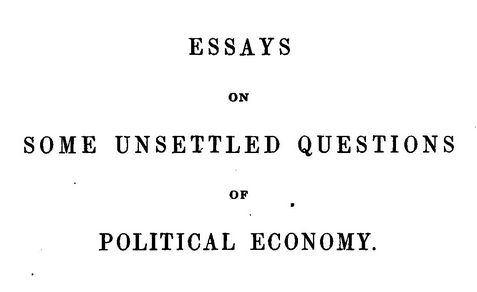 ESSAYS
ON
SOME UNSETTLED QUESTIONS
OF
POLITICAL ECONOMY.